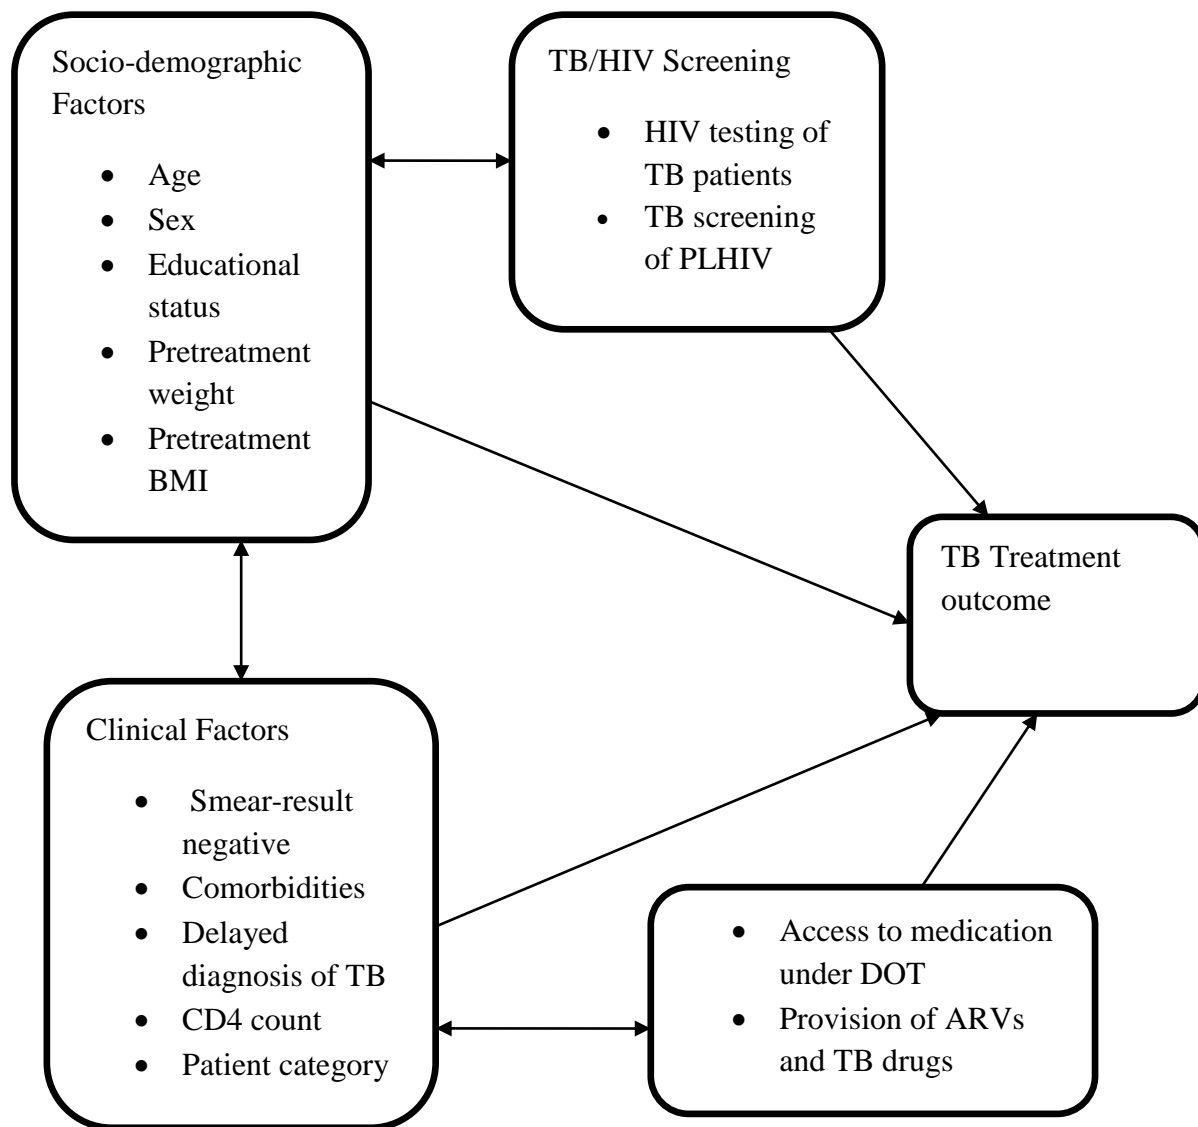 Socio-demographic
Factors
• Age
• Sex
• Educational
status
• Pretreatment
weight
• Pretreatment
BMI
TB/HIV Screening
• HIV testing of
TB patients
• TB screening
of PLHIV
TB Treatment
outcome
Clinical Factors
• Smear-result
negative
• Comorbidities
• Delayed
diagnosis of TB
• CD4 count
• Patient category
• Access to medication
under DOT
• Provision of ARVs
and TB drugs